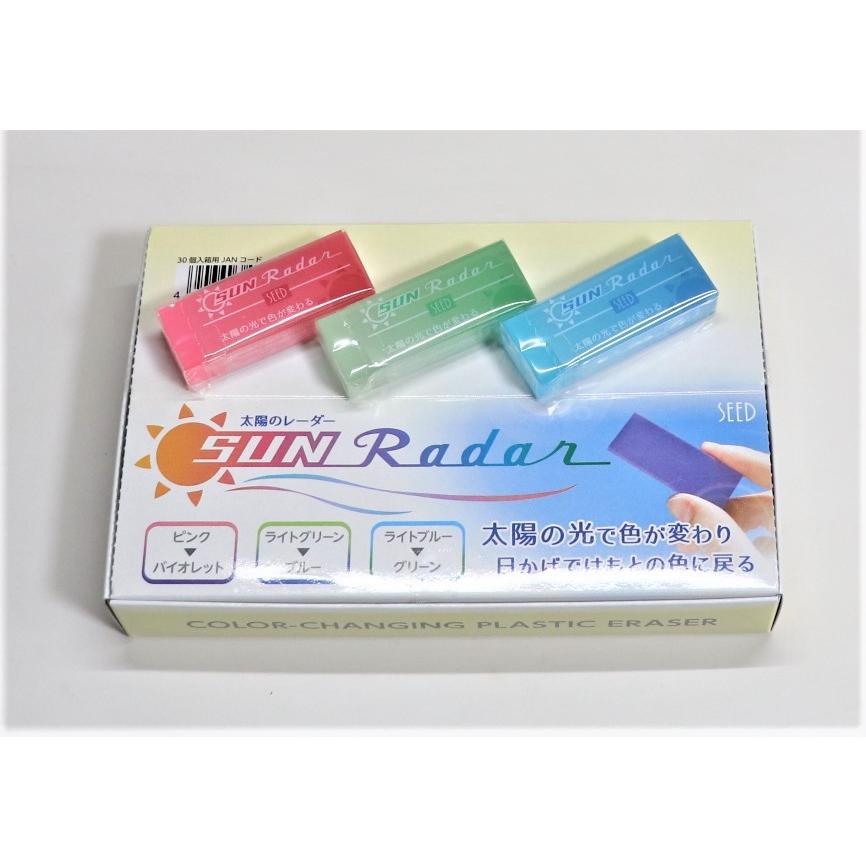 30個入箱用 JANコード
4
SUN Radar
SEED
太陽の光で色が変わる
SUN Radar
SEED
太陽の光で色が変わる
SUN Radar
SEED
太陽の光で色が変わる
太陽のレーダー
SUN Radar
SEED
ピンク
▼
バイオレット
ライトグリーン
▼
ブルー
ライトブルー
▼
グリーン
太陽の光で色が変わり
日かげではもとの色に戻る
COLOR-CHANGING PLASTIC ERASER